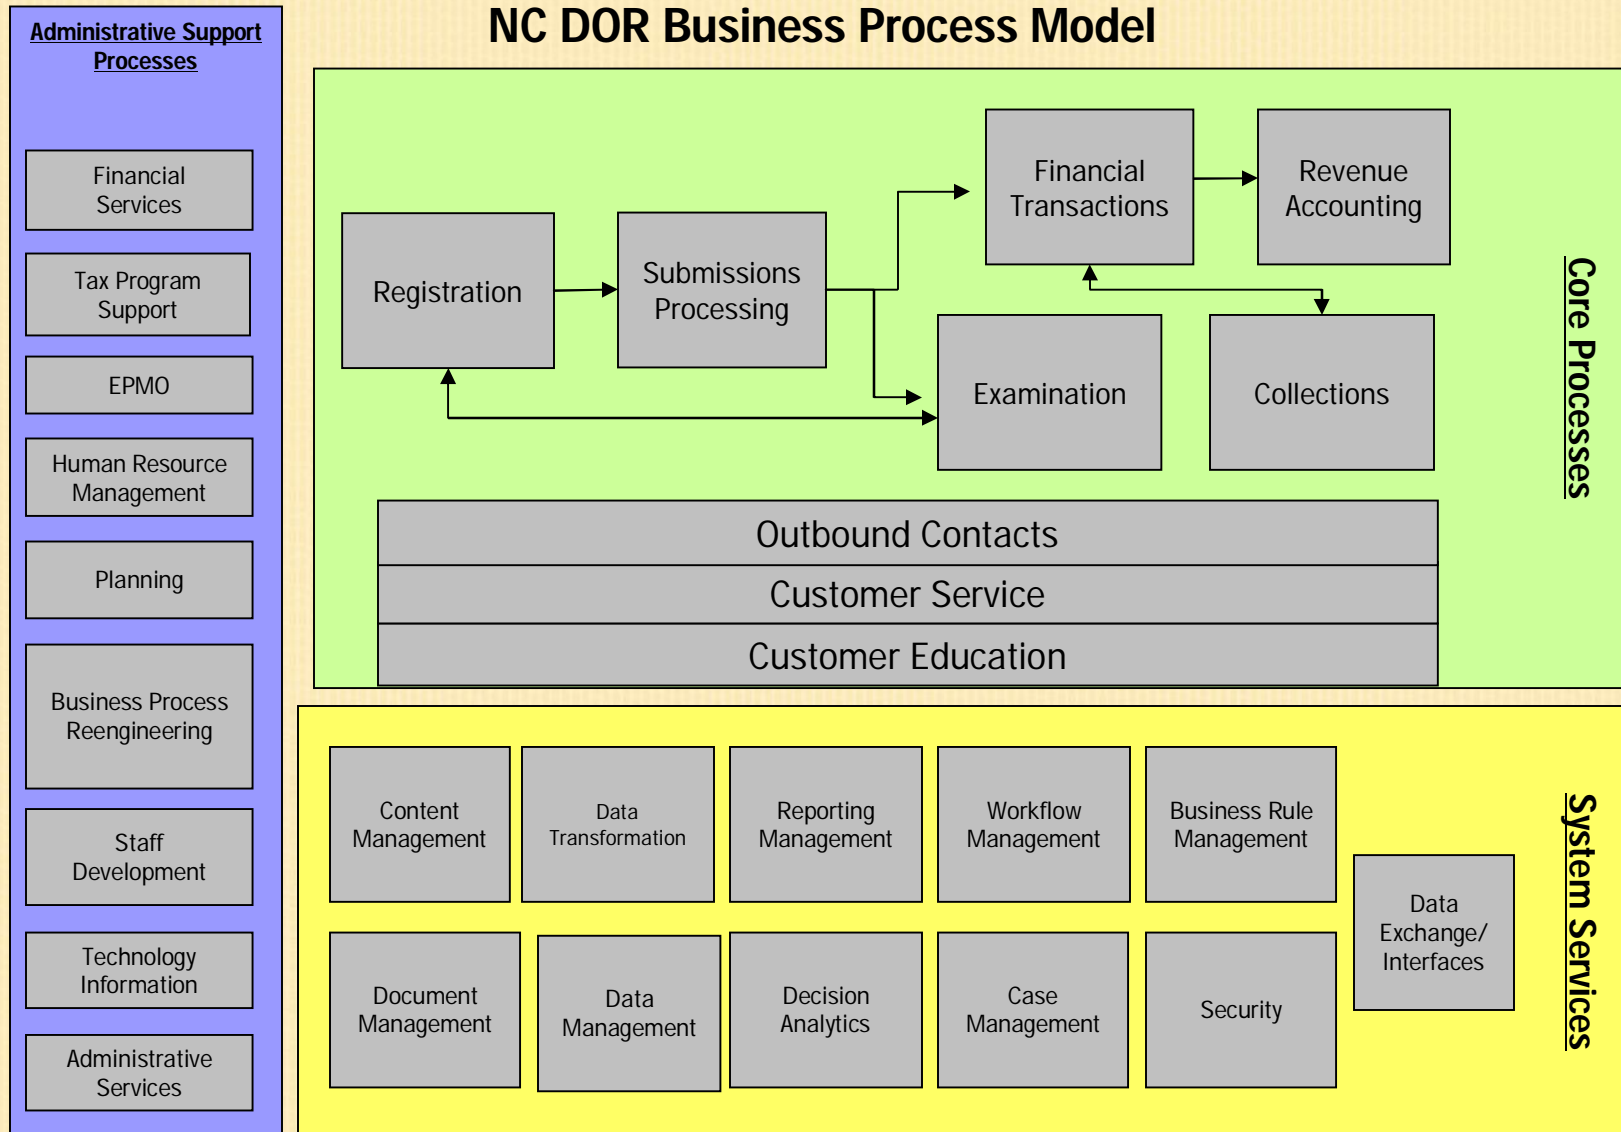 NC DOR Business Process Model
Administrative Support
Processes
Financial
Services
Tax Program
Support
EPMO
Human Resource
Management
Planning
Business Process
Reengineering
Staff
Development
Technology
Information
Administrative
Services
Registration
Submissions
Processing
Financial
Transactions
Revenue
Accounting
Examination
Collections
Outbound Contacts
Customer Service
Customer Education
Core Processes
Content
Management
Data
Transformation
Reporting
Management
Workflow
Management
Business Rule
Management
Data
Exchange/
Interfaces
Document
Management
Data
Management
Decision
Analytics
Case
Management
Security
System Services